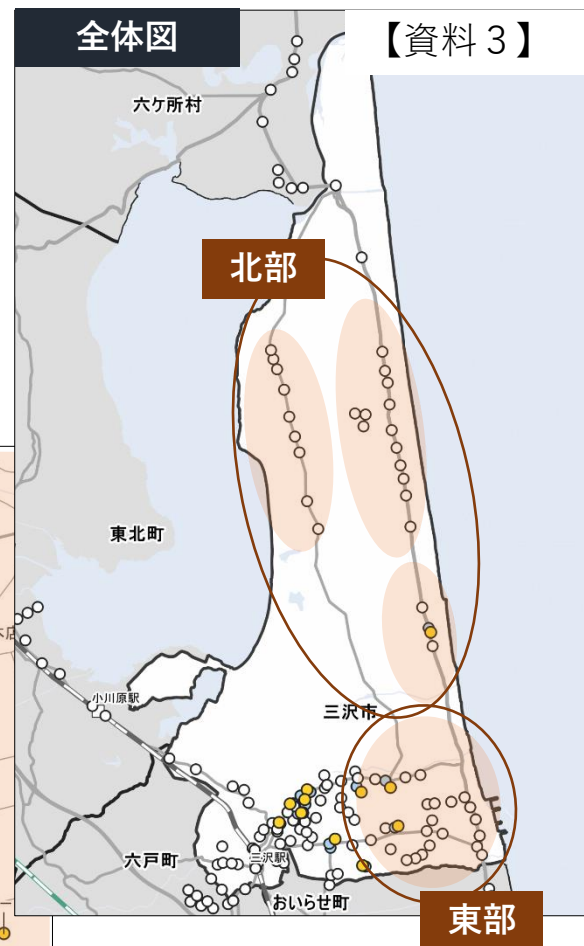 全体図
【資料３】
六ケ所村
北部
東北町
小川原駅
三沢市
六戸町
三沢駅
おいらせ町
東部